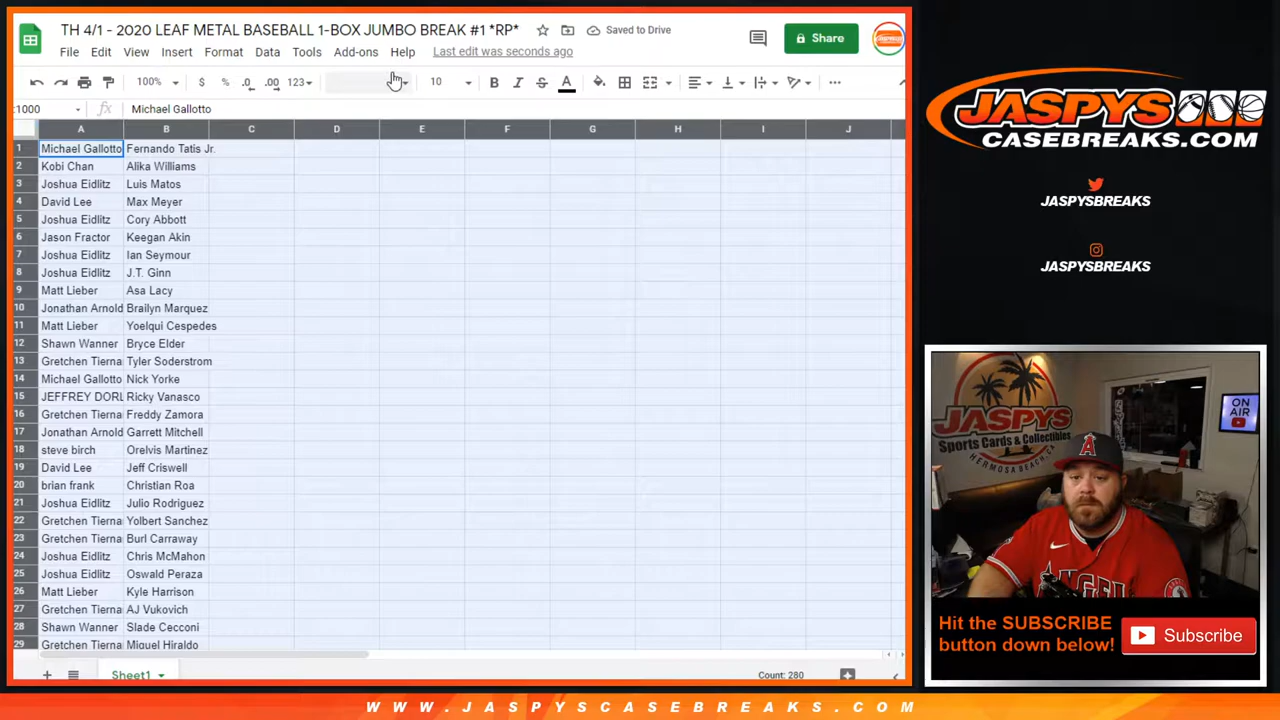 TH 4/1 - 2020 LEAF METAL BASEBALL 1-BOX JUMBO BREAK #1 *RP*
Saved to Drive
Share
File Edit View Insert Format Data Tools Add-ons Help Last edit was seconds ago
100% $ % .0 .00 123 10 B I S A
:1000 fx Michael Gallotto
A B C D E F G H I J
1 Michael Gallotto Fernando Tatis Jr.
2 Kobi Chan Alika Williams
3 Joshua Eidlitz Luis Matos
4 David Lee Max Meyer
5 Joshua Eidlitz Cory Abbott
6 Jason Fractor Keegan Akin
7 Joshua Eidlitz Ian Seymour
8 Joshua Eidlitz J.T. Ginn
9 Matt Lieber Asa Lacy
10 Jonathan Arnold Brailyn Marquez
11 Matt Lieber Yoelqui Cespedes
12 Shawn Wanner Bryce Elder
13 Gretchen Tierna Tyler Soderstrom
14 Michael Gallotto Nick Yorke
15 JEFFREY DORL Ricky Vanasco
16 Gretchen Tierna Freddy Zamora
17 Jonathan Arnold Garrett Mitchell
18 steve birch Orelvis Martinez
19 David Lee Jeff Criswell
20 brian frank Christian Roa
21 Joshua Eidlitz Julio Rodriguez
22 Gretchen Tierna Yolbert Sanchez
23 Gretchen Tierna Burl Carraway
24 Joshua Eidlitz Chris McMahon
25 Joshua Eidlitz Oswald Peraza
26 Matt Lieber Kyle Harrison
27 Gretchen Tierna AJ Vukovich
28 Shawn Wanner Slade Cecconi
29 Gretchen Tierna Miguel Hiraldo
Sheet1
Count: 280
JASPYS
CASEBREAKS.COM
JASPYSBREAKS
JASPYSBREAKS
JASPYS
Sports Cards & Collectibles
HERMOSA BEACH, CA
ON
AIR
A
ANGEL
Hit the SUBSCRIBE
button down below!
Subscribe
WWW.JASPYSCASEBREAKS.COM